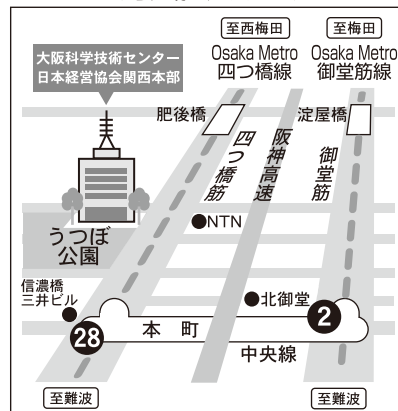 至西梅田
至梅田
大阪科学技術センター
日本経営協会関西本部
Osaka Metro
四つ橋線
Osaka Metro
御堂筋線
肥後橋
淀屋橋
四つ橋筋
阪神高速
御堂筋
うつぼ
公園
●NTN
信濃橋
三井ビル
●北御堂
28
本町
2
中央線
至難波
至難波